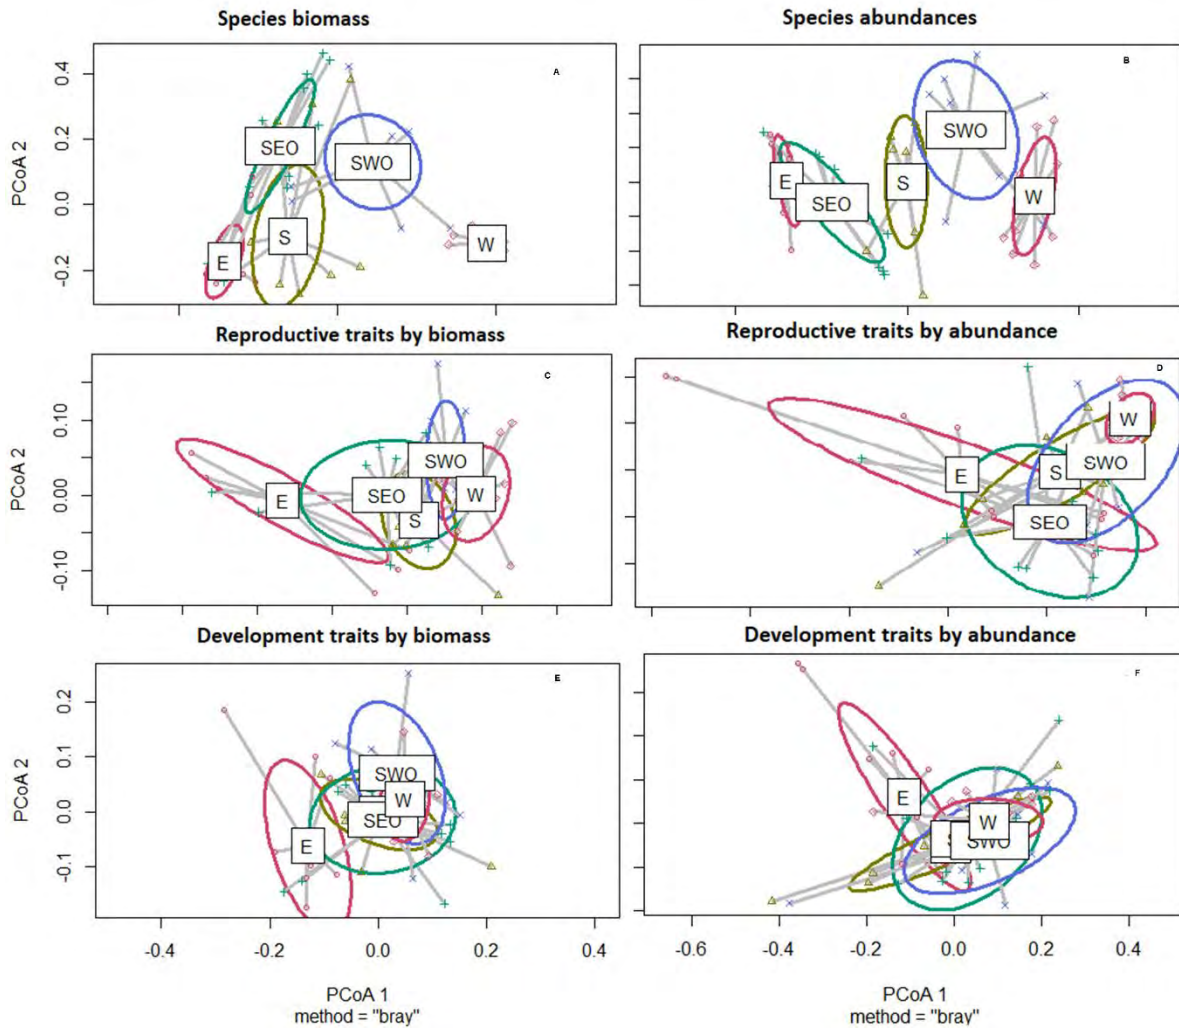 Species biomass
Species abundances
A
B
PCoA 2
0.4
0.2
0.0
-0.2
SEO
SWO
S
E
W
SWO
E
S
SEO
W
Reproductive traits by biomass
Reproductive traits by abundance
C
D
PCoA 2
0.10
0.00
-0.10
SWO
E
SEO
W
S
W
SWO
E
S
SEO
Development traits by biomass
Development traits by abundance
E
F
PCoA 2
0.2
0.1
0.0
-0.1
SWO
W
SEO
E
E
W
SWO
-0.4
-0.2
0.0
0.2
0.4
-0.6
-0.4
-0.2
0.0
0.2
0.4
PCoA 1
method = "bray"
PCoA 1
method = "bray"